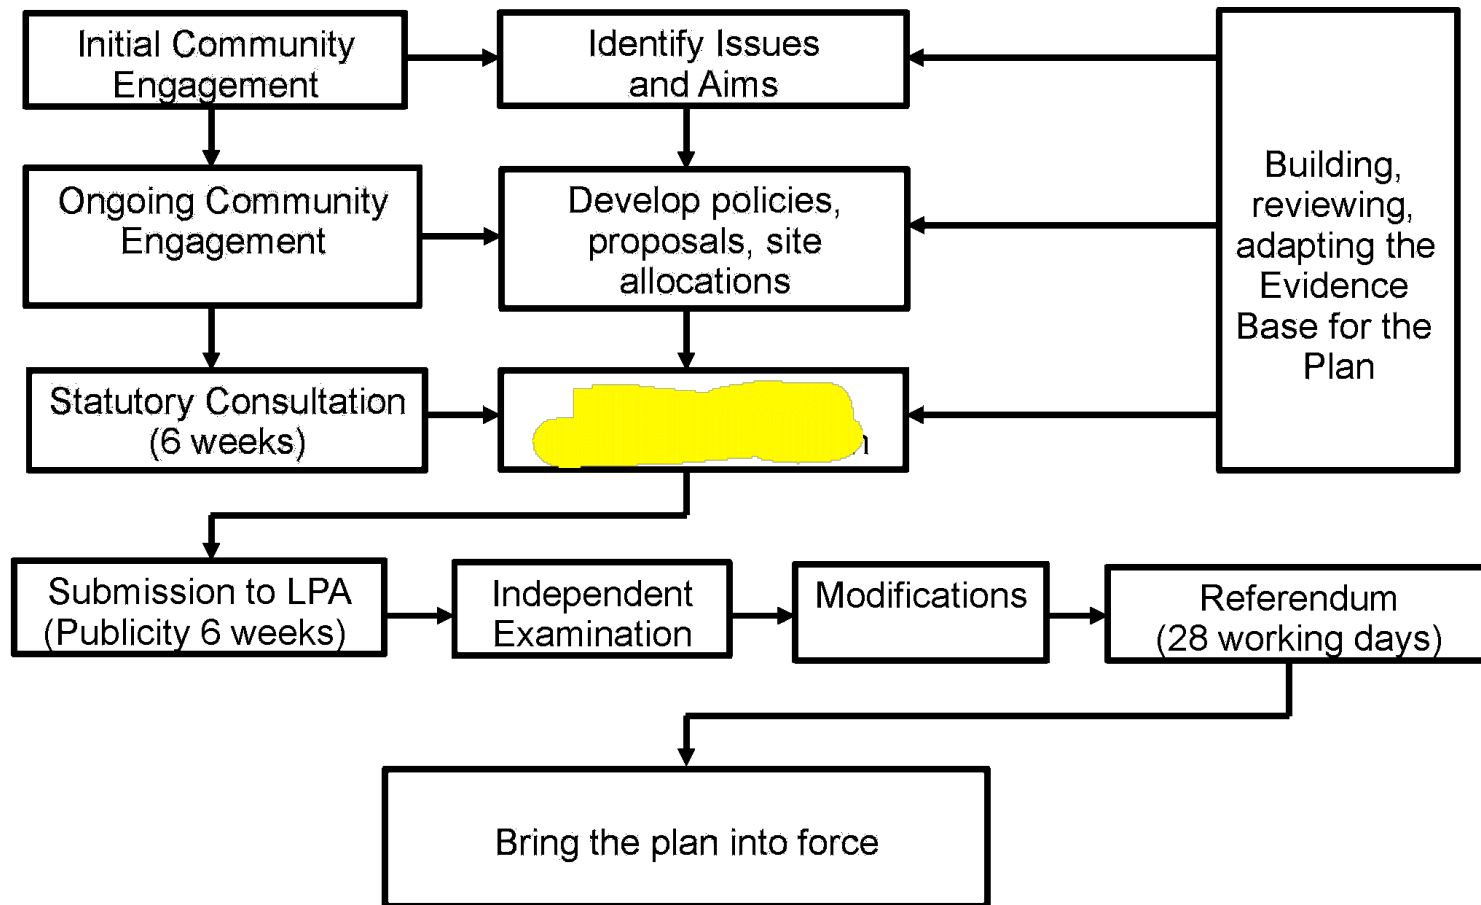 Initial Community
Engagement
Identify Issues
and Aims
Building,
reviewing,
adapting the
Evidence
Base for the
Plan
Ongoing Community
Engagement
Develop policies,
proposals, site
allocations
Statutory Consultation
(6 weeks)
Submission to LPA
(Publicity 6 weeks)
Independent
Examination
Modifications
Referendum
(28 working days)
Bring the plan into force